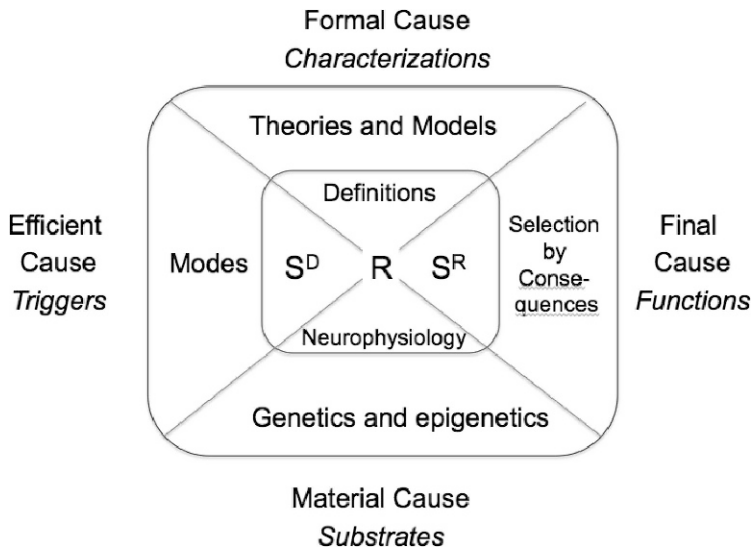 Formal Cause
Characterizations
Theories and Models
Definitions
Efficient
Cause
Triggers
Modes
S^D R S^R
Selection
by
Conse-
quences
Final
Cause
Functions
Neurophysiology
Genetics and epigenetics
Material Cause
Substrates